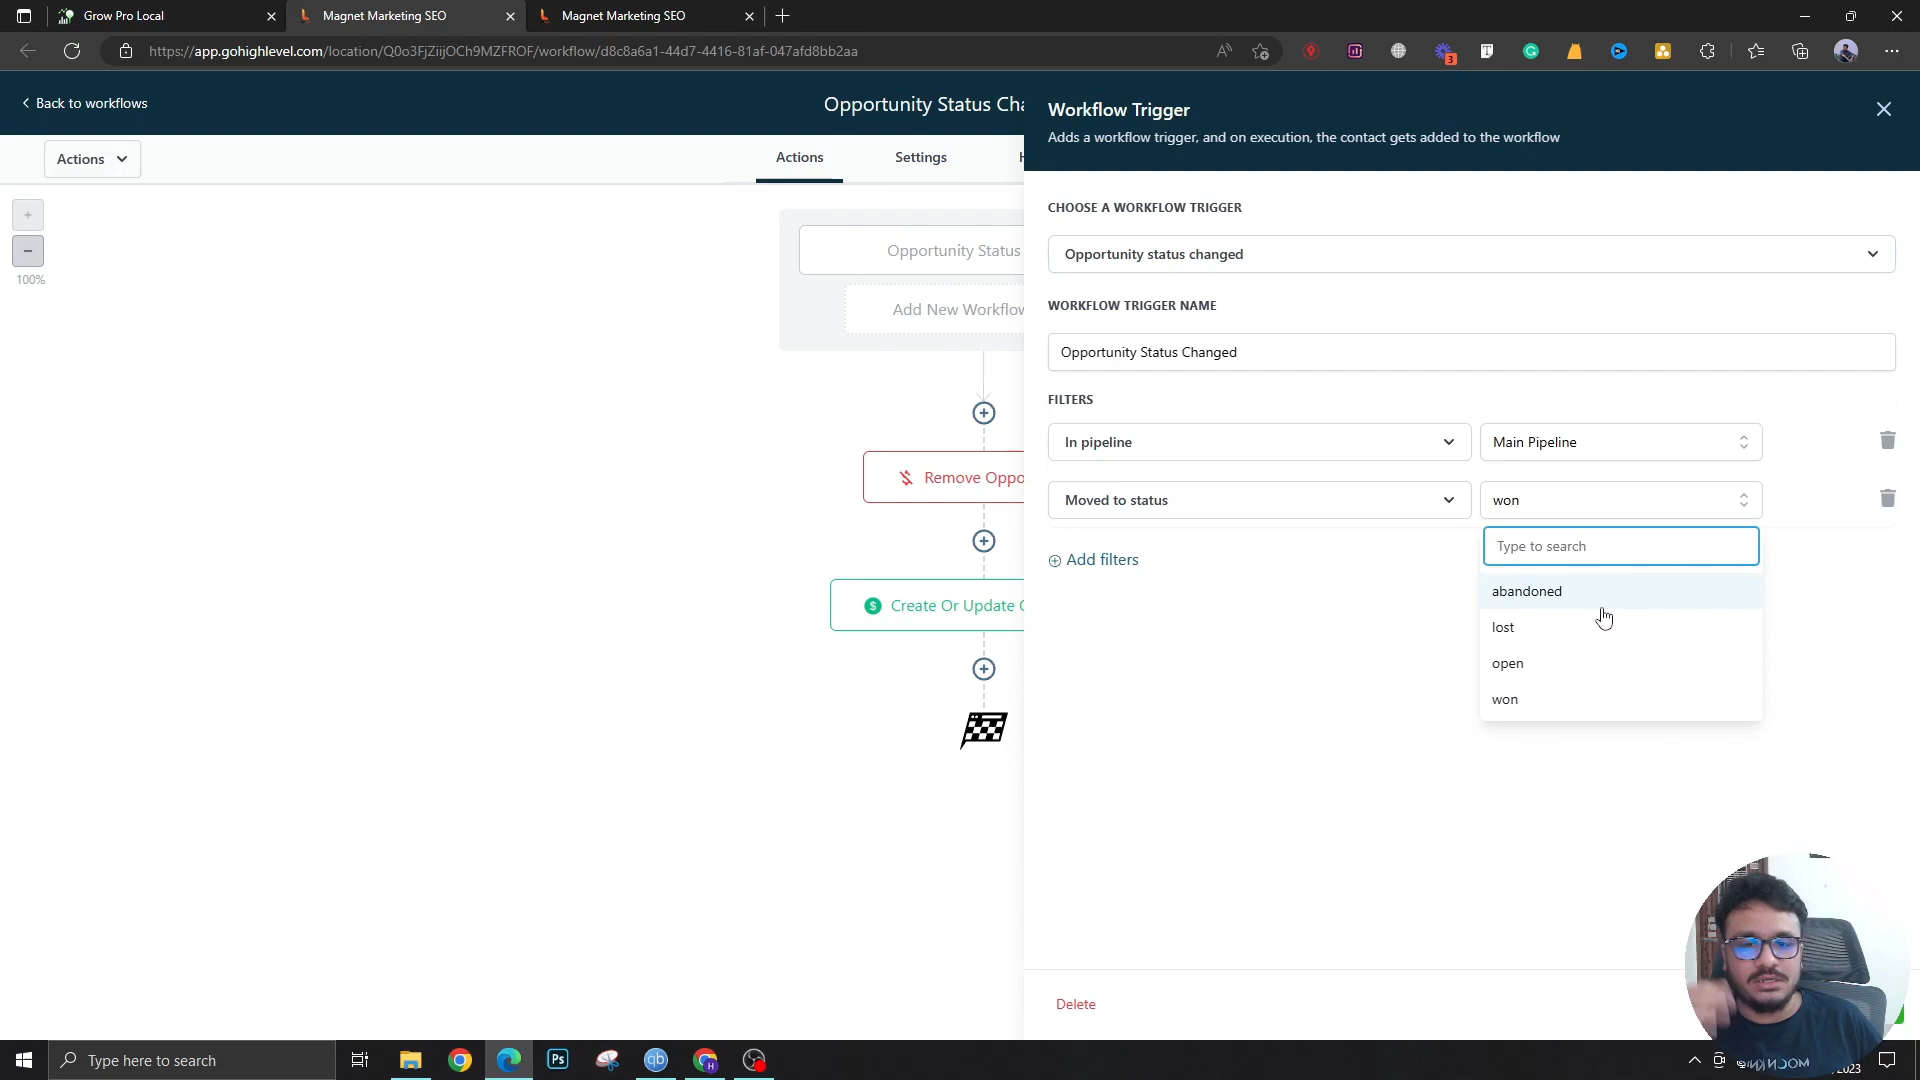 Grow Pro Local
Magnet Marketing SEO
Magnet Marketing SEO
https://app.gohighlevel.com/location/Q0o3FjZiijOCh9MZFROF/workflow/d8c8a6a1-44d7-4416-81af-047afd8bb2aa
3
Back to workflows
Opportunity Status Cha
Workflow Trigger
Adds a workflow trigger, and on execution, the contact gets added to the workflow
Actions
Actions
Settings
H
100%
Opportunity Status
Add New Workflow
Remove Oppo
Create Or Update O
CHOOSE A WORKFLOW TRIGGER
Opportunity status changed
WORKFLOW TRIGGER NAME
Opportunity Status Changed
FILTERS
In pipeline
Main Pipeline
Moved to status
won
Type to search
Add filters
abandoned
lost
open
won
Delete
Type here to search
Ps
qb
H
2023